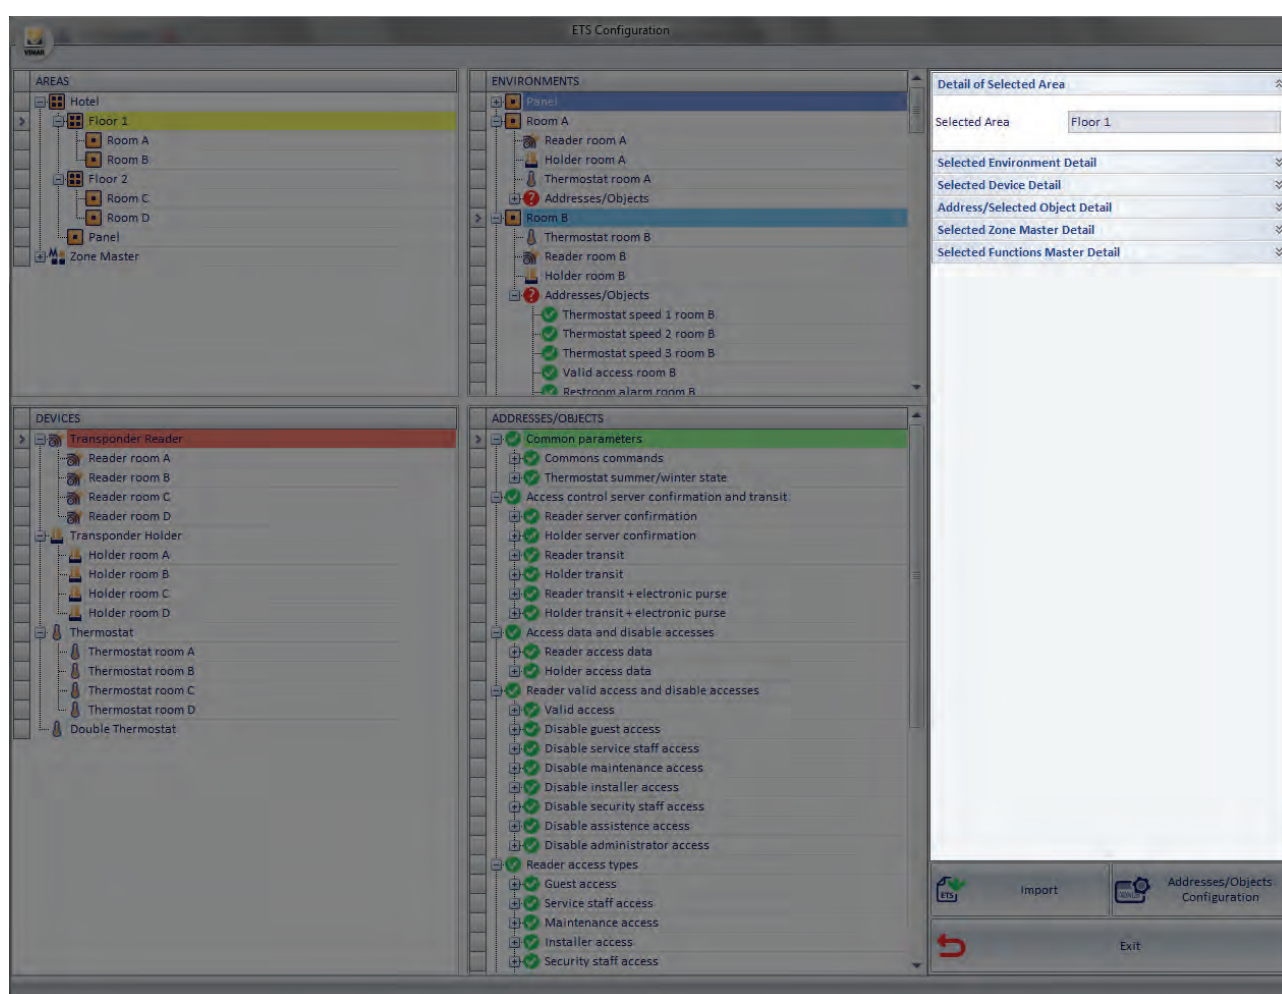 ETS Configuration
VIMAR
AREAS
Hotel
Floor 1
Room A
Room B
Floor 2
Room C
Room D
Panel
Zone Master
ENVIRONMENTS
Panel
Room A
Reader room A
Holder room A
Thermostat room A
Addresses/Objects
Room B
Thermostat room B
Reader room B
Holder room B
Addresses/Objects
Thermostat speed 1 room B
Thermostat speed 2 room B
Thermostat speed 3 room B
Valid access room B
Restroom alarm room B
DEVICES
Transponder Reader
Reader room A
Reader room B
Reader room C
Reader room D
Transponder Holder
Holder room A
Holder room B
Holder room C
Holder room D
Thermostat
Thermostat room A
Thermostat room B
Thermostat room C
Thermostat room D
Double Thermostat
ADDRESSES/OBJECTS
Common parameters
Commons commands
Thermostat summer/winter state
Access control server confirmation and transit
Reader server confirmation
Holder server confirmation
Reader transit
Holder transit
Reader transit + electronic purse
Holder transit + electronic purse
Access data and disable accesses
Reader access data
Holder access data
Reader valid access and disable accesses
Valid access
Disable guest access
Disable service staff access
Disable maintenance access
Disable installer access
Disable security staff access
Disable assistence access
Disable administrator access
Reader access types
Guest access
Service staff access
Maintenance access
Installer access
Security staff access
Detail of Selected Area
Selected Area Floor 1
Selected Environment Detail
Selected Device Detail
Address/Selected Object Detail
Selected Zone Master Detail
Selected Functions Master Detail
ETS
Import
Addresses/Objects
Configuration
Exit